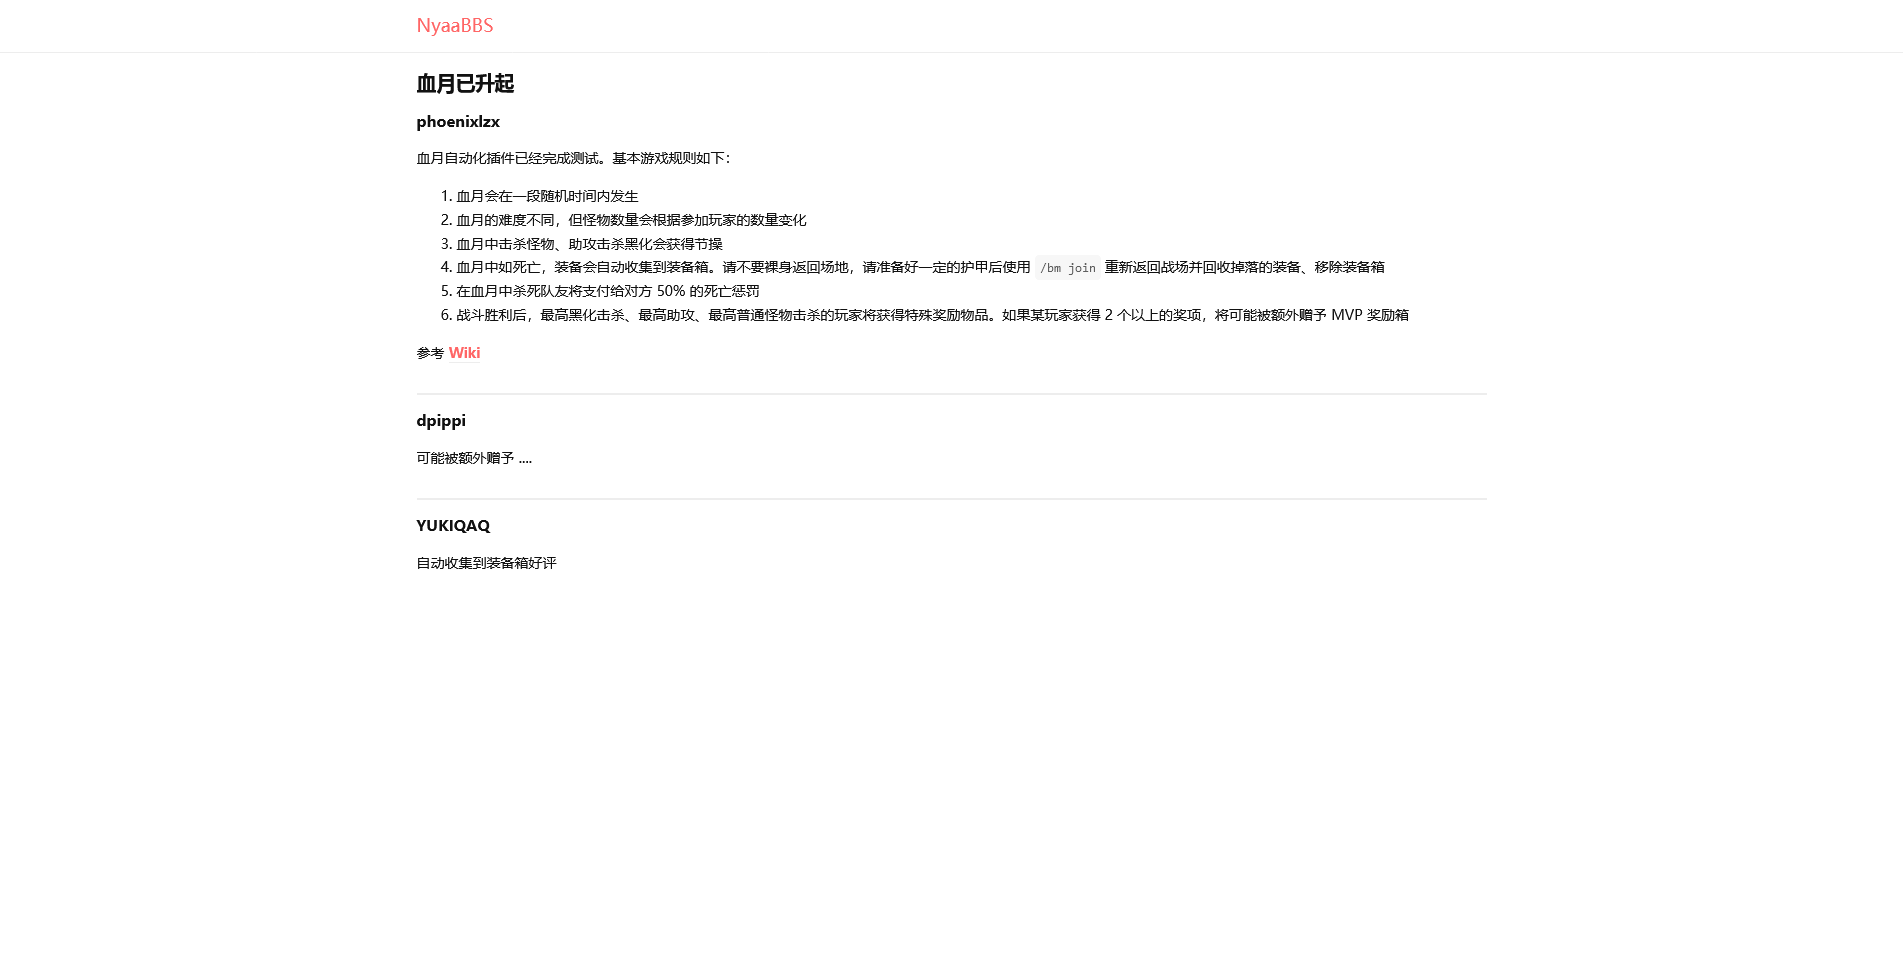 NyaaBBS
血月已升起
phoenixlzx
血月自动化插件已经完成测试。基本游戏规则如下：
1. 血月会在一段随机时间内发生
2. 血月的难度不同，但怪物数量会根据参加玩家的数量变化
3. 血月中击杀怪物、助攻击杀黑化会获得节操
4. 血月中如死亡，装备会自动收集到装备箱。请不要裸身返回场地，请准备好一定的护甲后使用 /bm join 重新返回战场并回收掉落的装备、移除装备箱
5. 在血月中杀死队友将支付给对方 50% 的死亡惩罚
6. 战斗胜利后，最高黑化击杀、最高助攻、最高普通怪物击杀的玩家将获得特殊奖励物品。如果某玩家获得 2 个以上的奖项，将可能被额外赠予 MVP 奖励箱
参考 Wiki
dpippi
可能被额外赠予 ....
YUKIQAQ
自动收集到装备箱好评